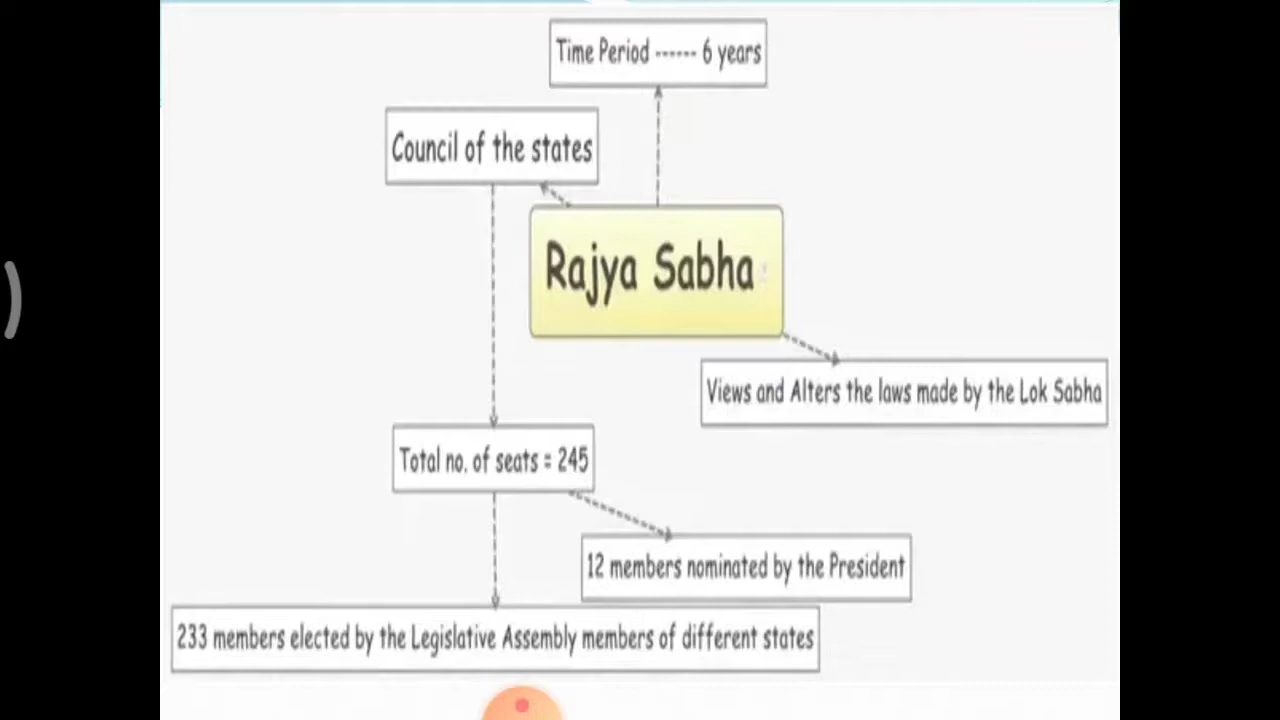 Time Period ------ 6 years
Council of the states
Rajya Sabha
Views and Alters the laws made by the Lok Sabha
Total no. of seats = 245
12 members nominated by the President
233 members elected by the Legislative Assembly members of different states